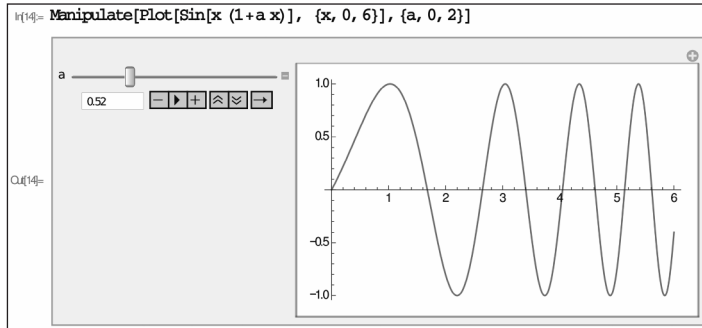 In[14]:= Manipulate[Plot[Sin[x (1+a x)], {x, 0, 6}], {a, 0, 2}]
a
0.52
Out[14]=
1.0
0.5
1 2 3 4 5 6
-0.5
-1.0